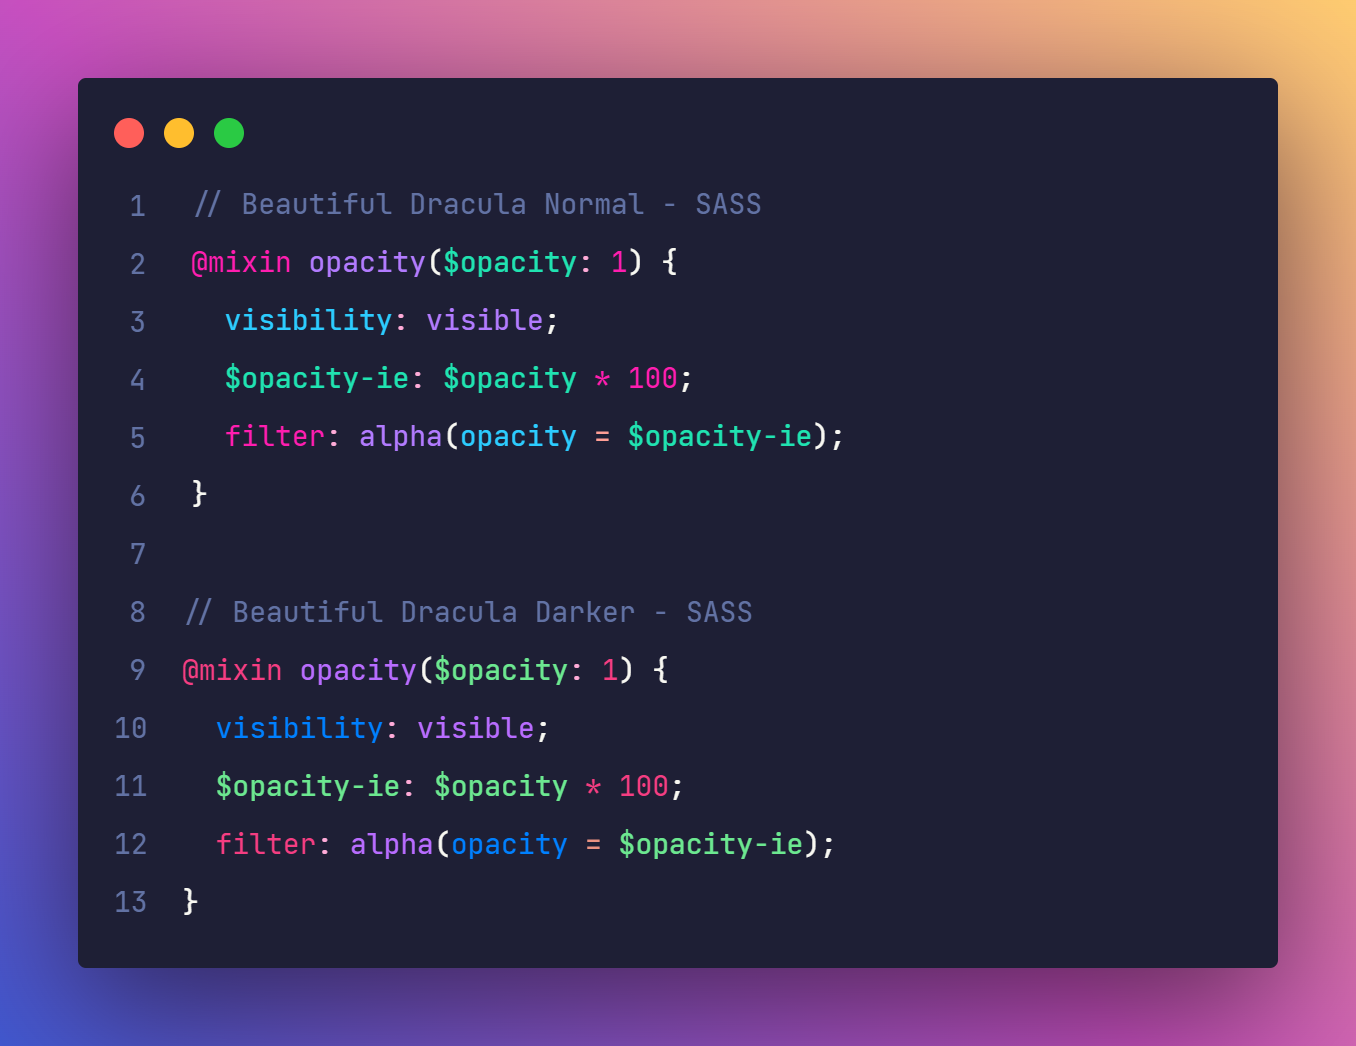 1 // Beautiful Dracula Normal - SASS
2 @mixin opacity($opacity: 1) {
3   visibility: visible;
4   $opacity-ie: $opacity * 100;
5   filter: alpha(opacity = $opacity-ie);
6 }
7
8 // Beautiful Dracula Darker - SASS
9 @mixin opacity($opacity: 1) {
10   visibility: visible;
11   $opacity-ie: $opacity * 100;
12   filter: alpha(opacity = $opacity-ie);
13 }